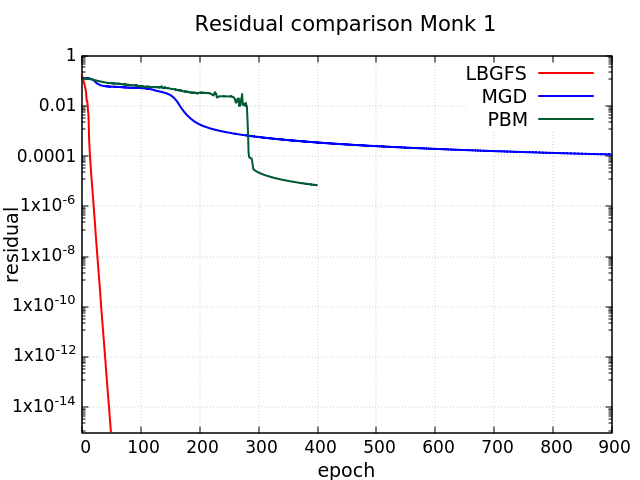 Residual comparison Monk 1
1
0.01
0.0001
1x10^-6
1x10^-8
1x10^-10
1x10^-12
1x10^-14
residual
LBGFS
MGD
PBM
0 100 200 300 400 500 600 700 800 900
epoch